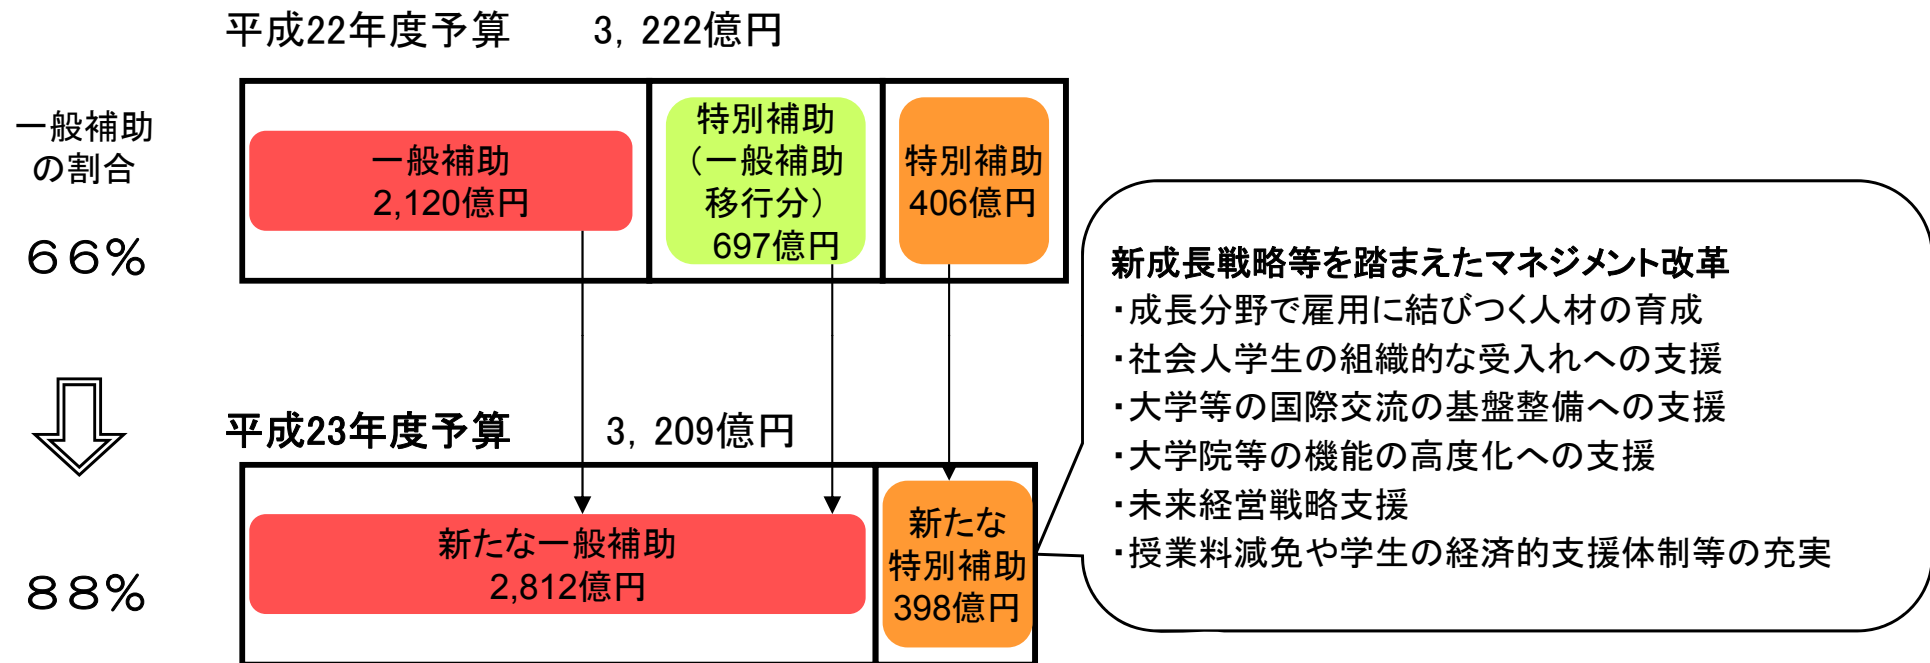 平成22年度予算　　3，222億円
一般補助
の割合
66%
一般補助
2,120億円
特別補助
（一般補助
移行分）
697億円
特別補助
406億円
平成23年度予算　　3，209億円
88%
新たな一般補助
2,812億円
新たな
特別補助
398億円
新成長戦略等を踏まえたマネジメント改革
・成長分野で雇用に結びつく人材の育成
・社会人学生の組織的な受入れへの支援
・大学等の国際交流の基盤整備への支援
・大学院等の機能の高度化への支援
・未来経営戦略支援
・授業料減免や学生の経済的支援体制等の充実